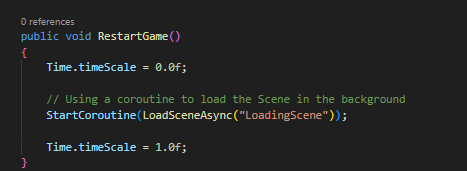 0 references
public void RestartGame()
{
Time.timeScale = 0.0f;
// Using a coroutine to load the Scene in the background
StartCoroutine(LoadSceneAsync("LoadingScene"));
Time.timeScale = 1.0f;
}